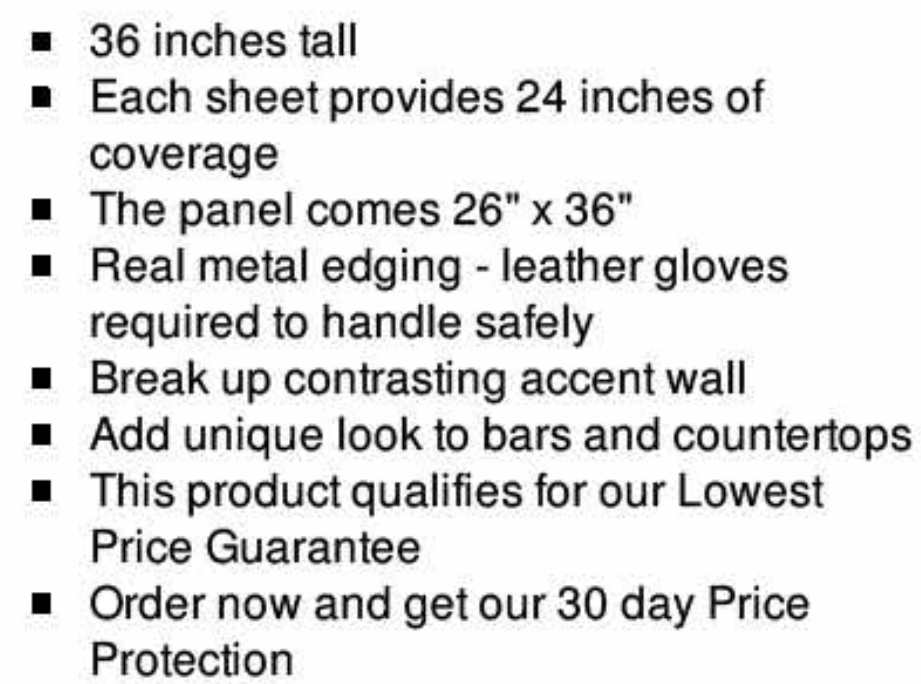 ▪ 36 inches tall
▪ Each sheet provides 24 inches of
coverage
▪ The panel comes 26" x 36"
▪ Real metal edging - leather gloves
required to handle safely
▪ Break up contrasting accent wall
▪ Add unique look to bars and countertops
▪ This product qualifies for our Lowest
Price Guarantee
▪ Order now and get our 30 day Price
Protection